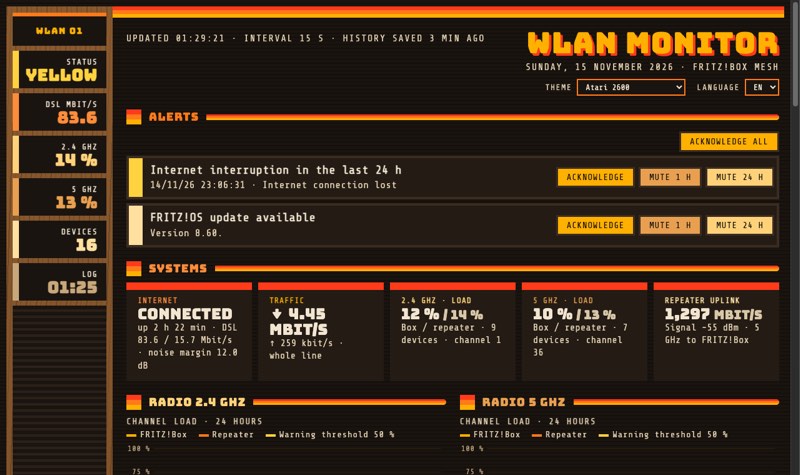 WLAN 01
STATUS
YELLOW
DSL MBIT/S
83.6
2.4 GHZ
14 %
5 GHZ
13 %
DEVICES
16
LOG
01:25
UPDATED 01:29:21 · INTERVAL 15 S · HISTORY SAVED 3 MIN AGO
WLAN MONITOR
SUNDAY, 15 NOVEMBER 2026 · FRITZ!BOX MESH
THEME Atari 2600 LANGUAGE EN
ALERTS
ACKNOWLEDGE ALL
Internet interruption in the last 24 h
14/11/26 23:06:31 · Internet connection lost
ACKNOWLEDGE MUTE 1 H MUTE 24 H
FRITZ!OS update available
Version 8.60.
ACKNOWLEDGE MUTE 1 H MUTE 24 H
SYSTEMS
INTERNET
CONNECTED
up 2 h 22 min · DSL
83.6 / 15.7 Mbit/s
· noise margin 12.0
dB
TRAFFIC
↓ 4.45
MBIT/S
↑ 259 kbit/s ·
whole line
2.4 GHZ · LOAD
12 % / 14 %
Box / repeater · 9
devices · channel 1
5 GHZ · LOAD
10 % / 13 %
Box / repeater · 7
devices · channel
36
REPEATER UPLINK
1,297 MBIT/S
Signal -55 dBm · 5
GHz to FRITZ!Box
RADIO 2.4 GHZ
CHANNEL LOAD · 24 HOURS
FRITZ!Box Repeater Warning threshold 50 %
100 %
75 %
RADIO 5 GHZ
CHANNEL LOAD · 24 HOURS
FRITZ!Box Repeater Warning threshold 50 %
100 %
75 %